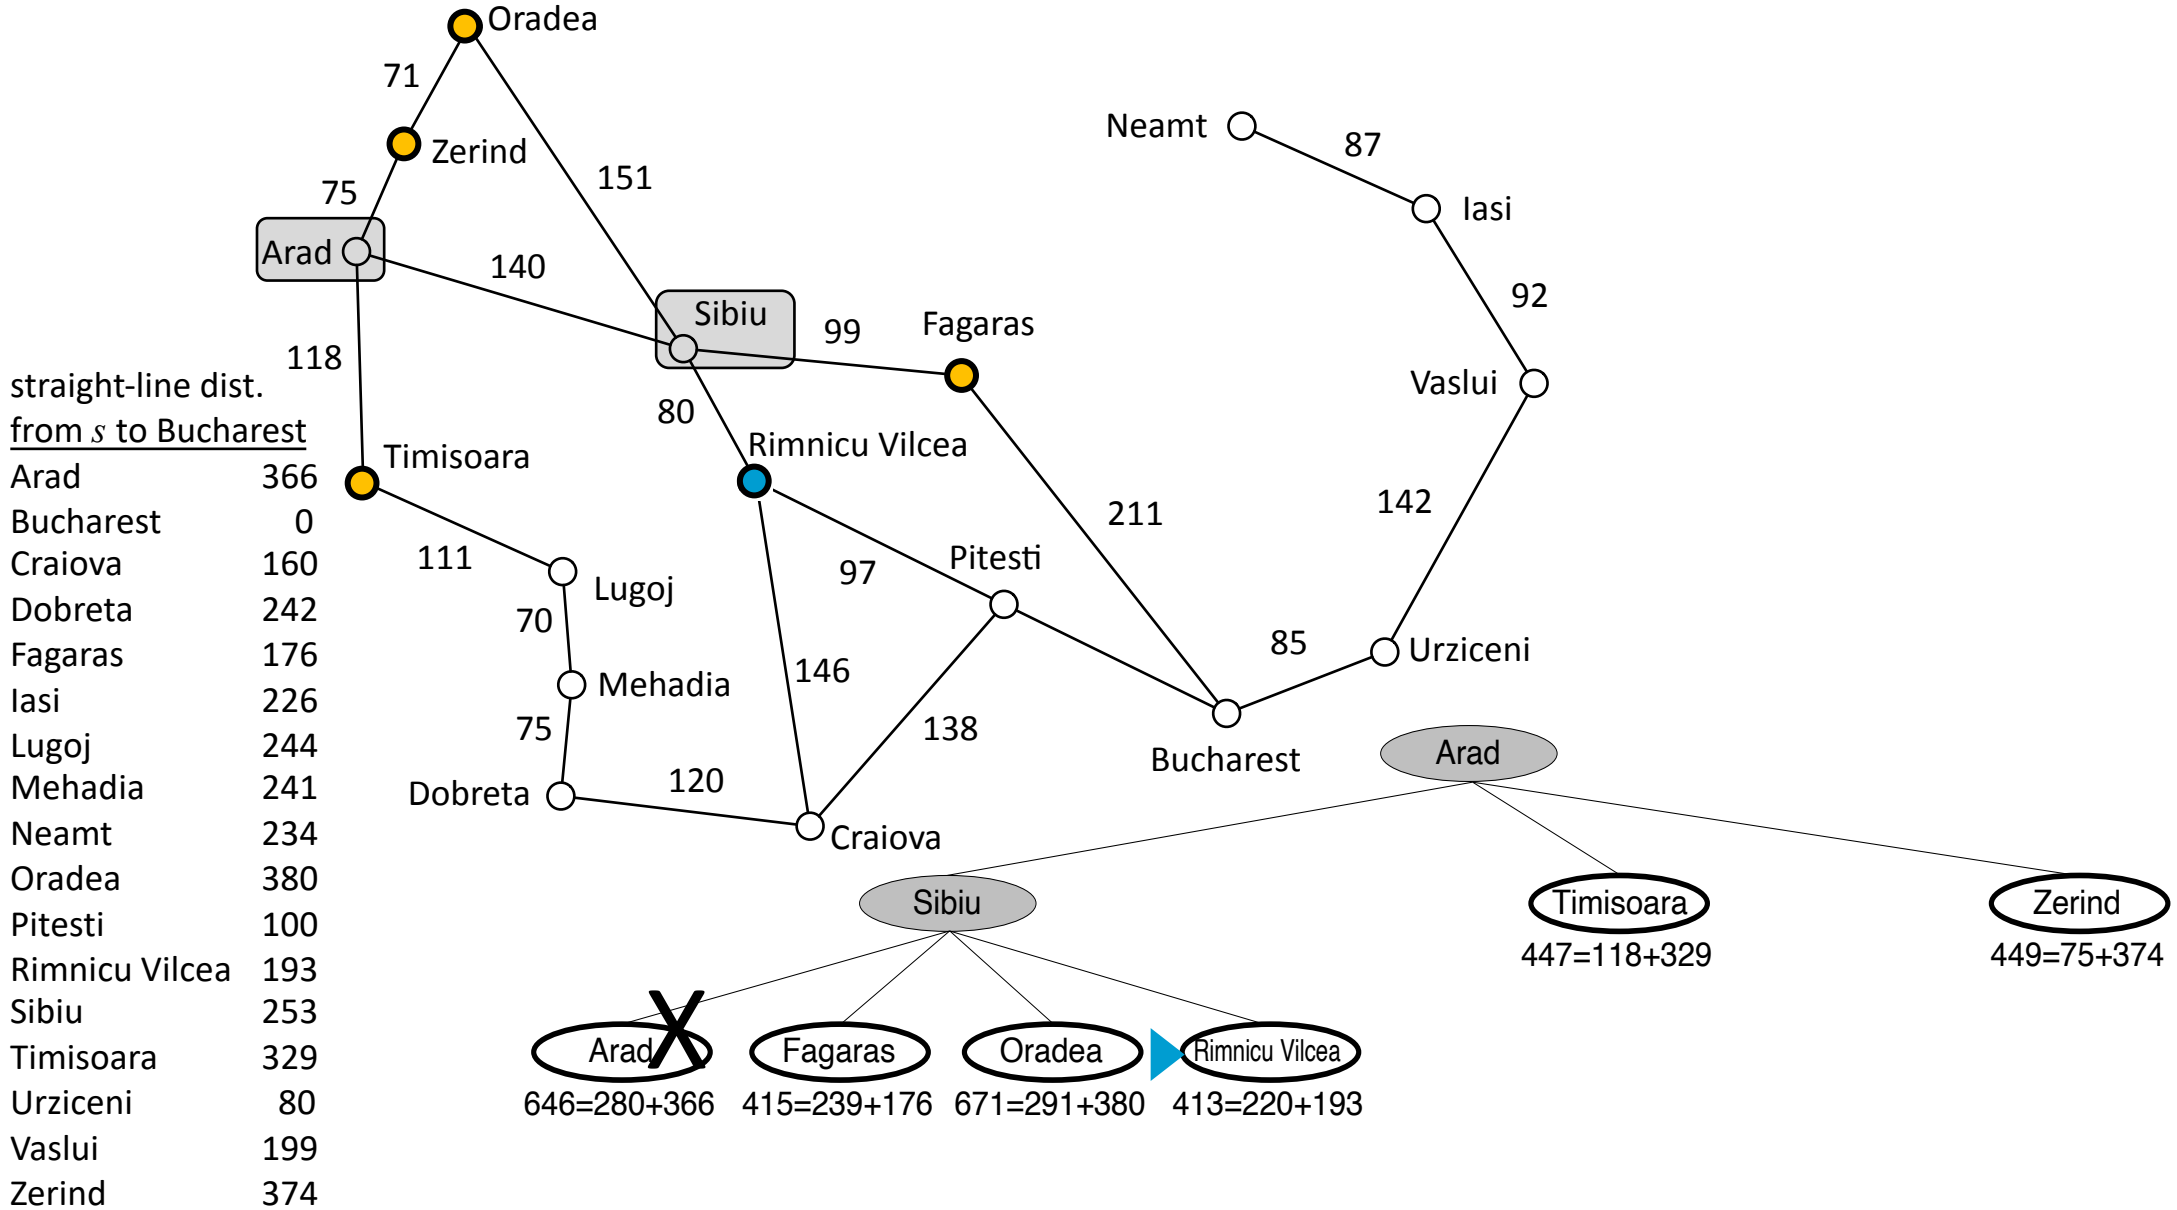 Oradea
71
Zerind
Neamt
87
151
75
Iasi
Arad
140
92
Sibiu
99
Fagaras
118
Vaslui
straight-line dist.
from s to Bucharest
80
Rimnicu Vilcea
Timisoara
142
211
111
97
Pitesti
Lugoj
70
85
Urziceni
146
Mehadia
75
138
Bucharest
120
Dobreta
Craiova
Arad 366
Bucharest 0
Craiova 160
Dobreta 242
Fagaras 176
Iasi 226
Lugoj 244
Mehadia 241
Neamt 234
Oradea 380
Pitesti 100
Rimnicu Vilcea 193
Sibiu 253
Timisoara 329
Urziceni 80
Vaslui 199
Zerind 374
Arad
Sibiu
Timisoara
Zerind
447=118+329
449=75+374
Arad
X
Fagaras
Oradea
Rimnicu Vilcea
646=280+366
415=239+176
671=291+380
413=220+193